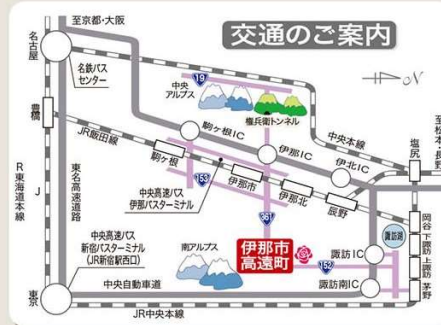 交通のご案内
至京都・大阪
名古屋
名鉄バス
センター
19
中央
アルプス
権兵衛トンネル
N
豊橋
駒ヶ根IC
伊那IC
中央本線
塩尻
至松本・長野
JR飯田線
駒ヶ根
伊北IC
153
伊那市
伊那北
辰野
岡谷
下諏訪
上諏訪
茅野
JR東海道本線
東名高速道路
中央高速バス
伊那バスターミナル
361
諏訪湖
中央高速バス
新宿バスターミナル
(JR新宿駅西口)
南アルプス
伊那市
高遠町
152
諏訪IC
諏訪南IC
東京
中央自動車道
JR中央本線